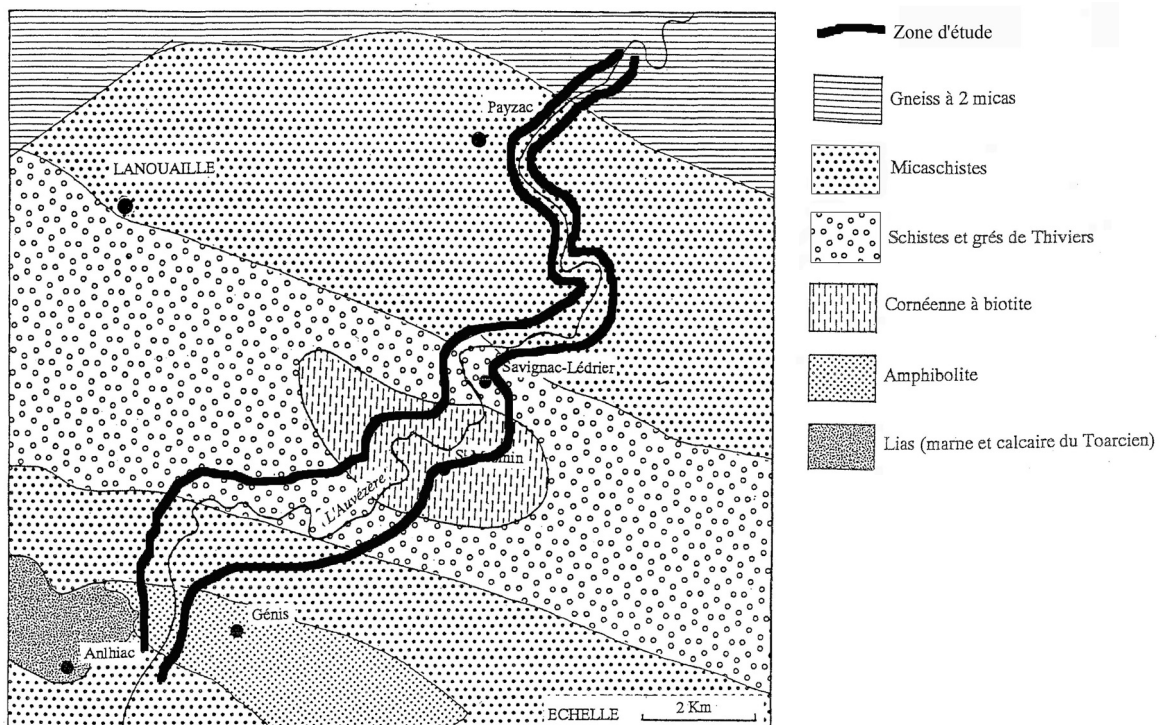 Payzac
LANOUAILLE
Savignac-Lédrier
L'Auvézère
Génis
Anlhiac
ECHELLE
2 Km
Zone d'étude
Gneiss à 2 micas
Micaschistes
Schistes et grés de Thiviers
Cornéenne à biotite
Amphibolite
Lias (marne et calcaire du Toarcien)